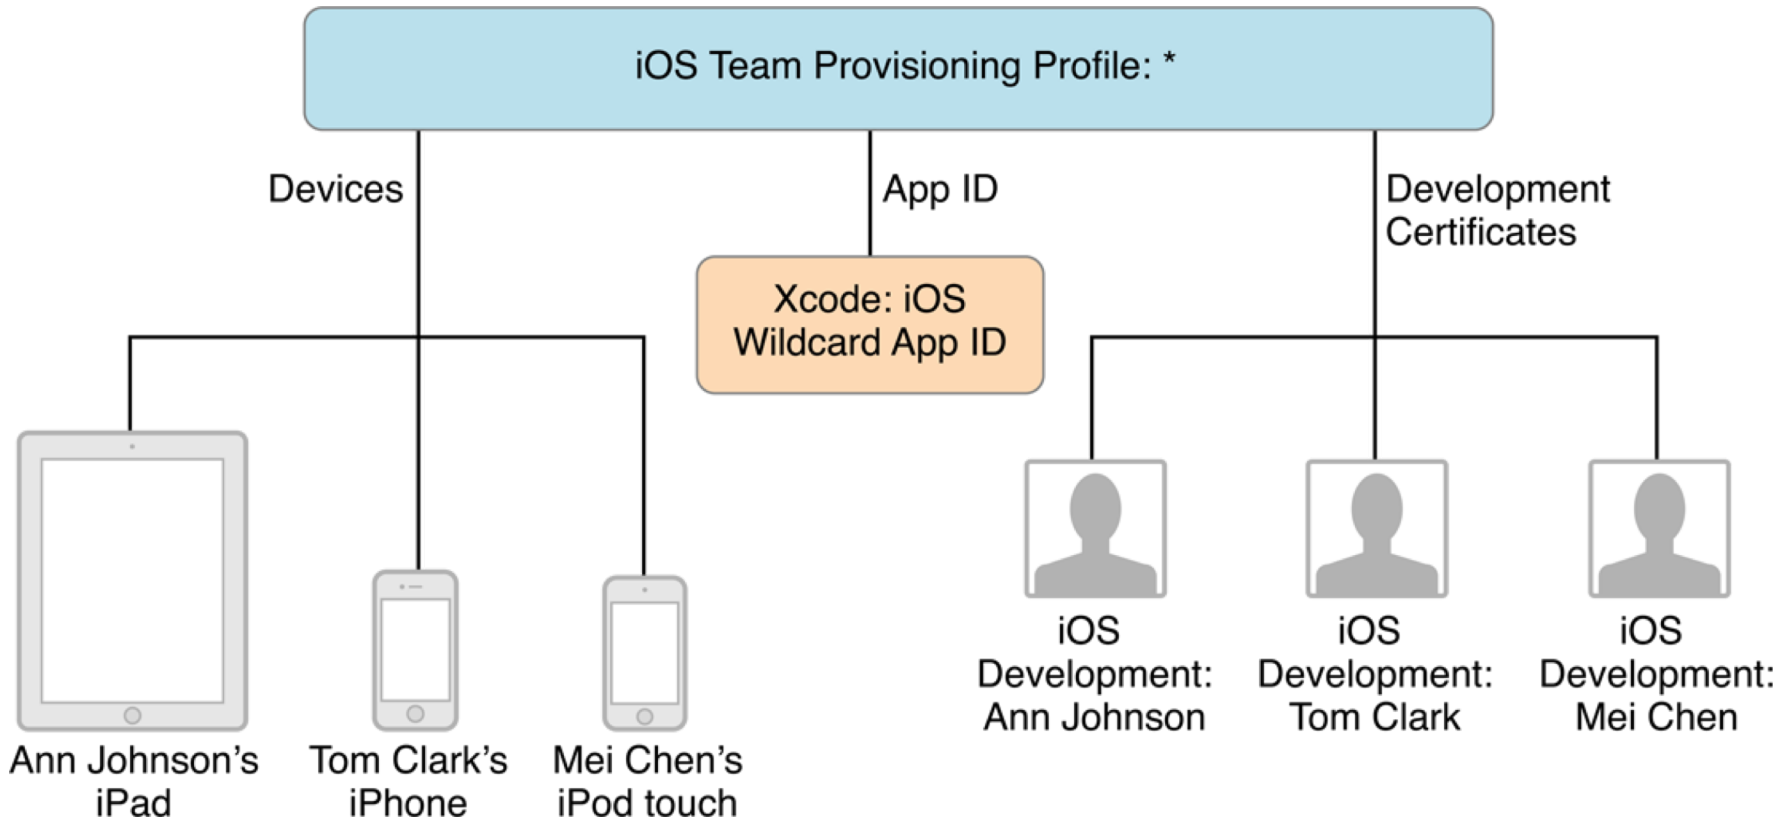 iOS Team Provisioning Profile: *
Devices
App ID
Development
Certificates
Xcode: iOS
Wildcard App ID
Ann Johnson’s
iPad
Tom Clark’s
iPhone
Mei Chen’s
iPod touch
iOS
Development:
Ann Johnson
iOS
Development:
Tom Clark
iOS
Development:
Mei Chen